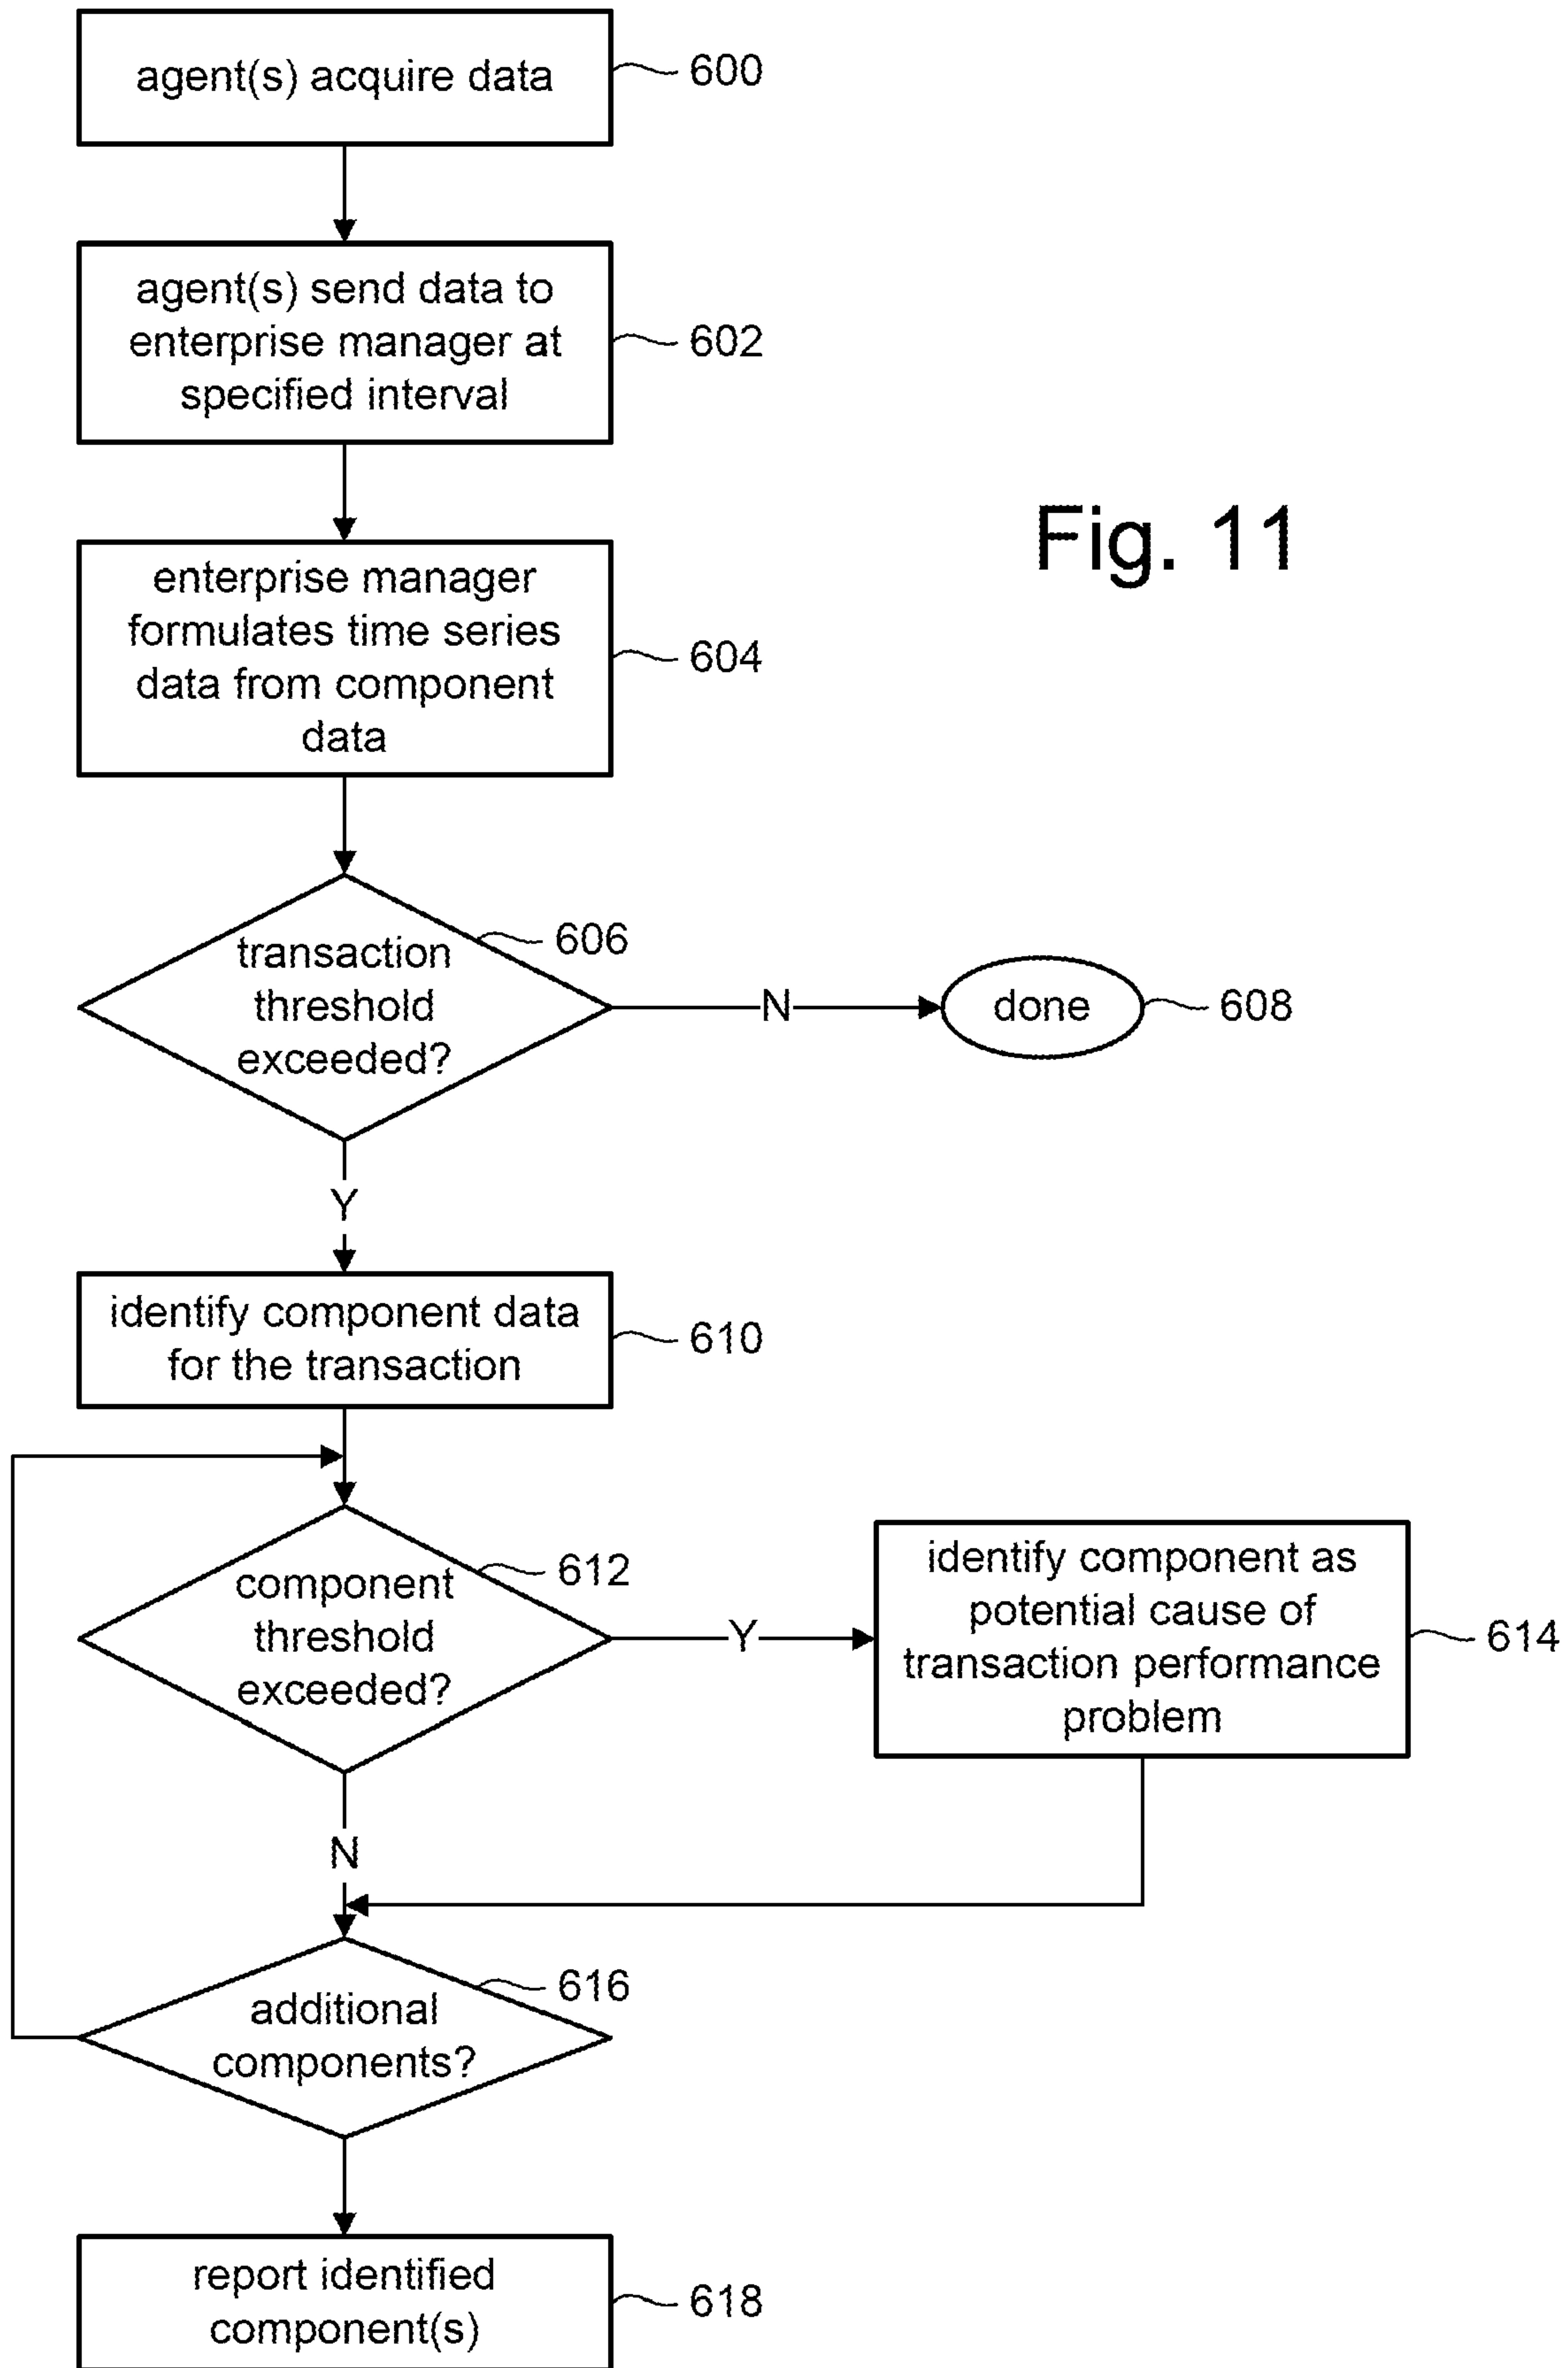 agent(s) acquire data
600
agent(s) send data to
enterprise manager at
specified interval
602
enterprise manager
formulates time series
data from component
data
604
Fig. 11
transaction
threshold
exceeded?
606
N
done
608
Y
identify component data
for the transaction
610
component
threshold
exceeded?
612
Y
identify component as
potential cause of
transaction performance
problem
614
N
additional
components?
616
report identified
component(s)
618